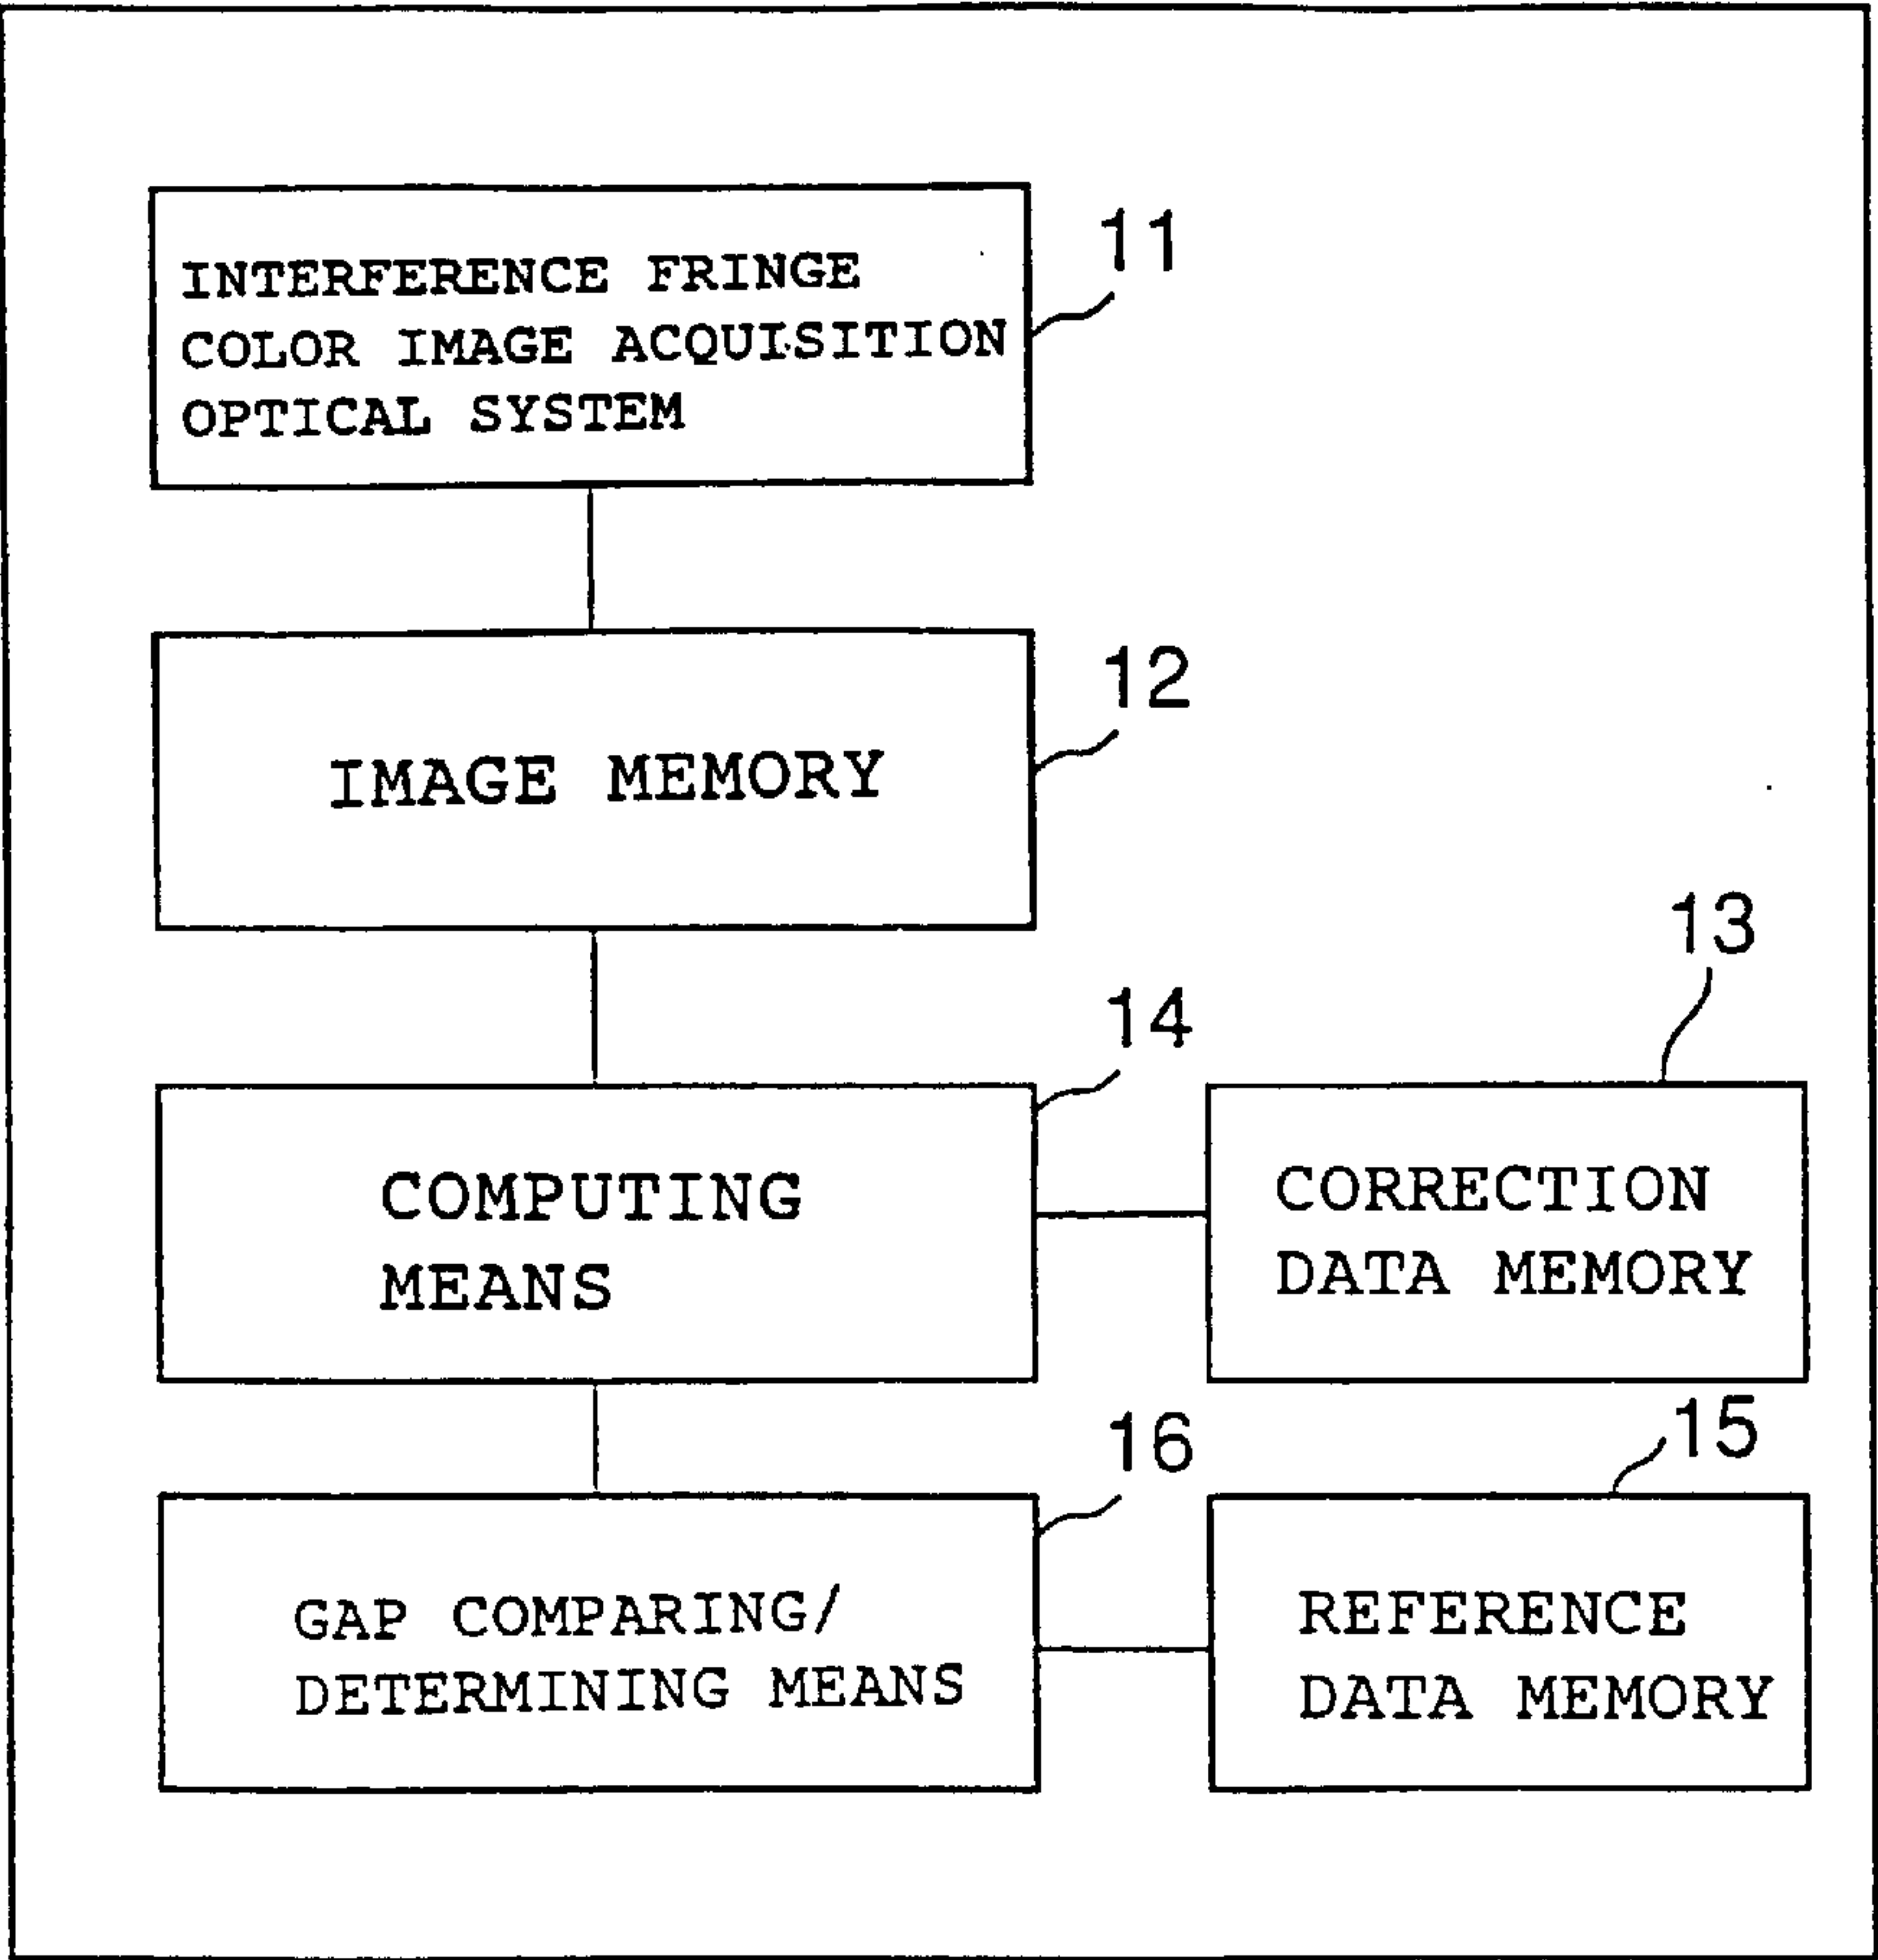 11
INTERFERENCE FRINGE
COLOR IMAGE ACQUISITION
OPTICAL SYSTEM
12
IMAGE MEMORY
14
COMPUTING
MEANS
13
CORRECTION
DATA MEMORY
16
GAP COMPARING/
DETERMINING MEANS
15
REFERENCE
DATA MEMORY